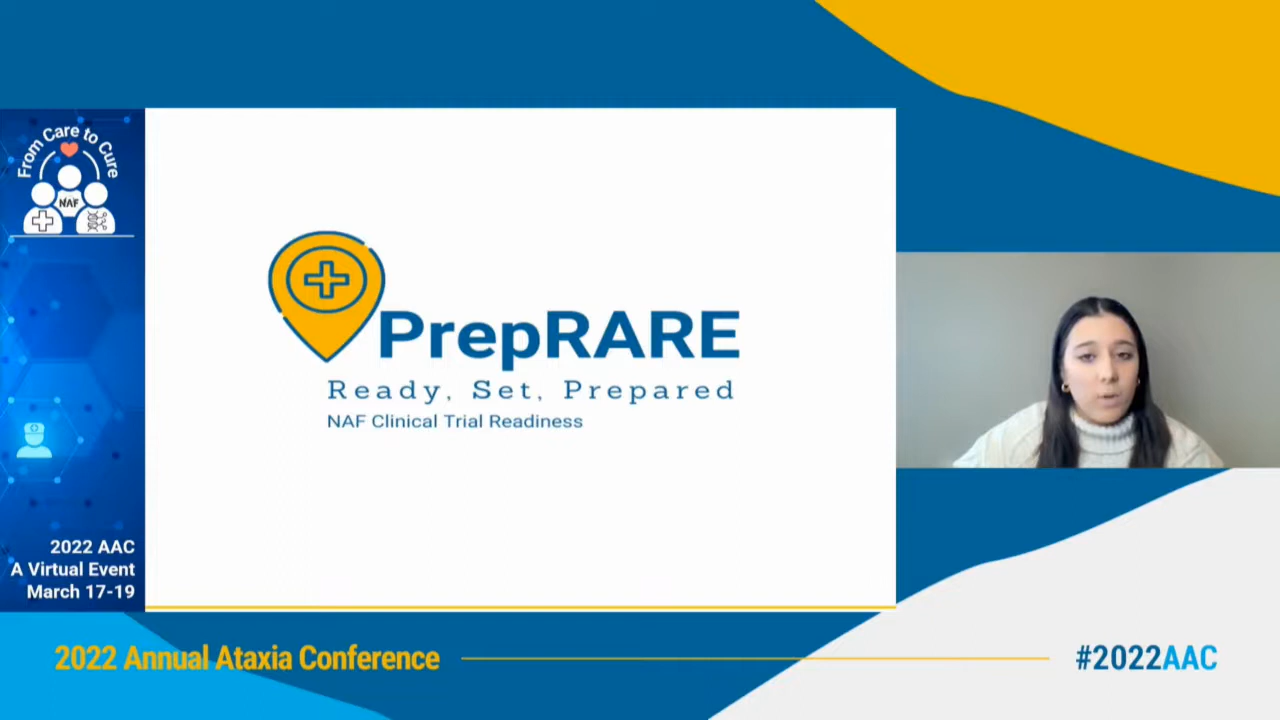 From Care to Cure
NAF
2022 AAC
A Virtual Event
March 17-19
PrepRARE
Ready, Set, Prepared
NAF Clinical Trial Readiness
2022 Annual Ataxia Conference
#2022AAC